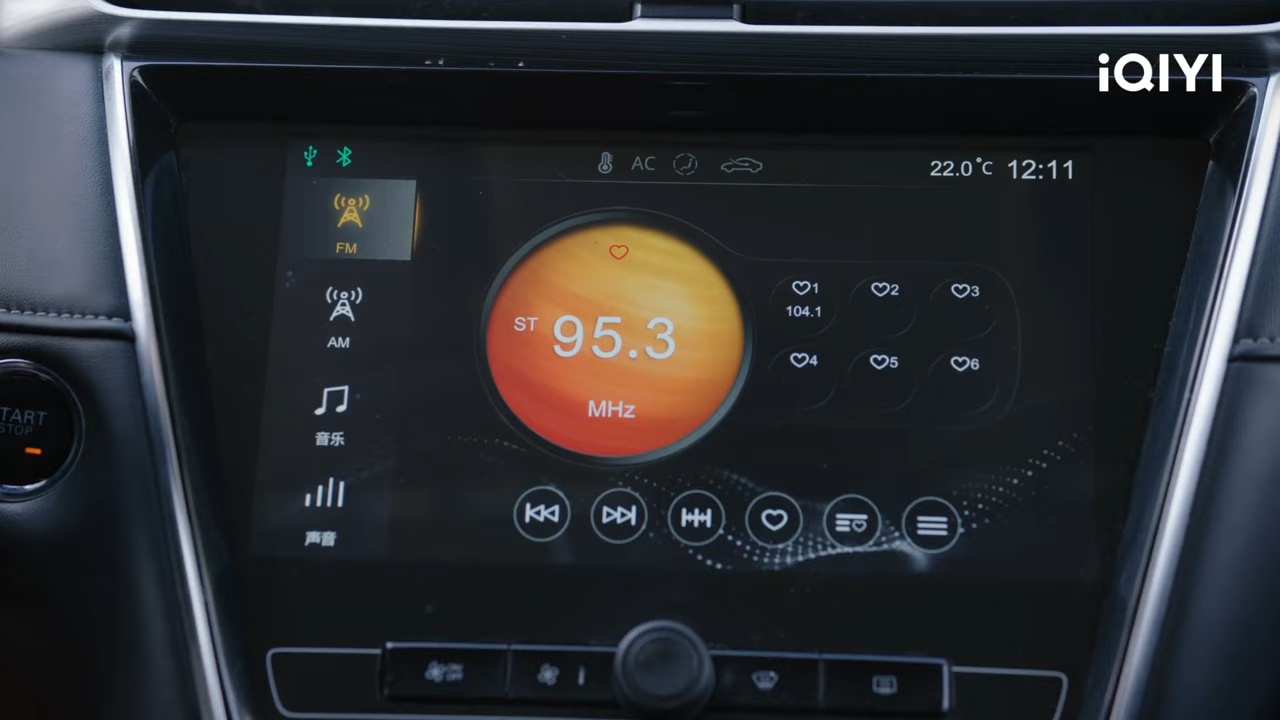 iQIYI
AC
22.0°C 12:11
FM
AM
音乐
声音
ST 95.3
MHz
1
104.1
2
3
4
5
6
START
STOP